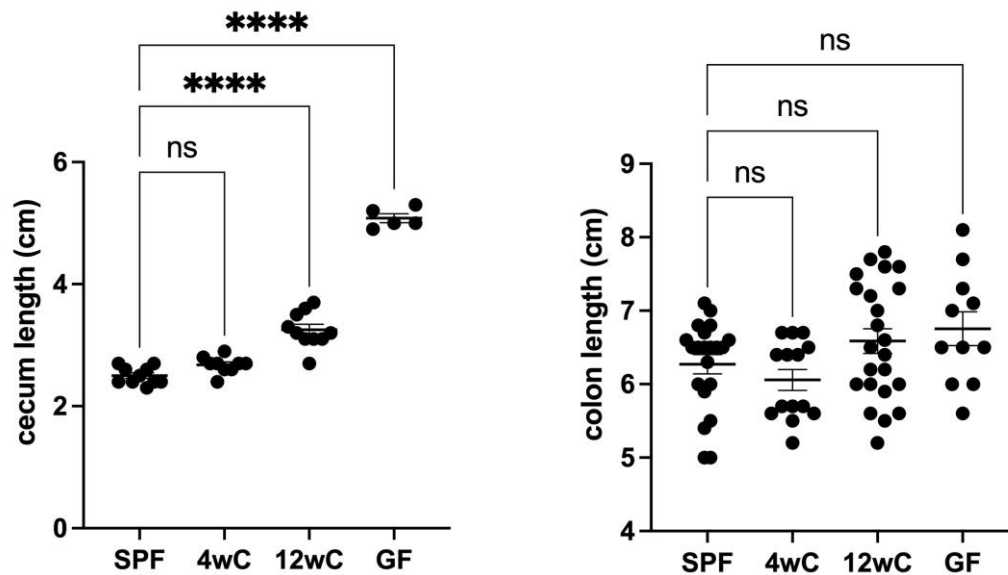 ****
****
ns
6
4
2
0
cecum length (cm)
SPF 4wC 12wC GF
ns
ns
ns
9
8
7
6
5
4
colon length (cm)
SPF 4wC 12wC GF